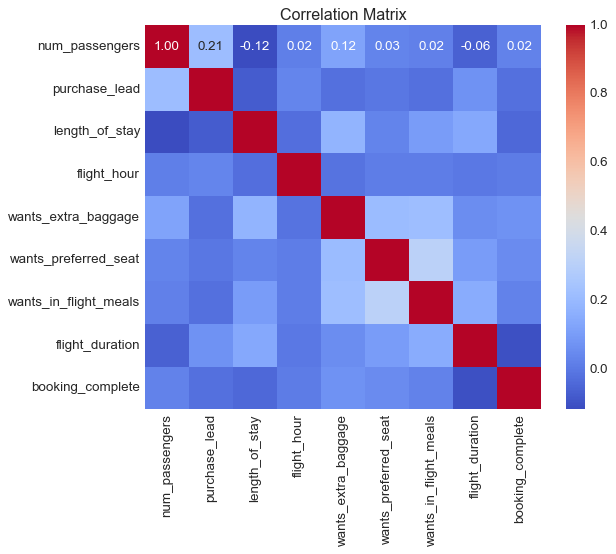 Correlation Matrix
num_passengers 1.00 0.21 -0.12 0.02 0.12 0.03 0.02 -0.06 0.02
purchase_lead
length_of_stay
flight_hour
wants_extra_baggage
wants_preferred_seat
wants_in_flight_meals
flight_duration
booking_complete
num_passengers
purchase_lead
length_of_stay
flight_hour
wants_extra_baggage
wants_preferred_seat
wants_in_flight_meals
flight_duration
booking_complete
1.0
0.8
0.6
0.4
0.2
0.0